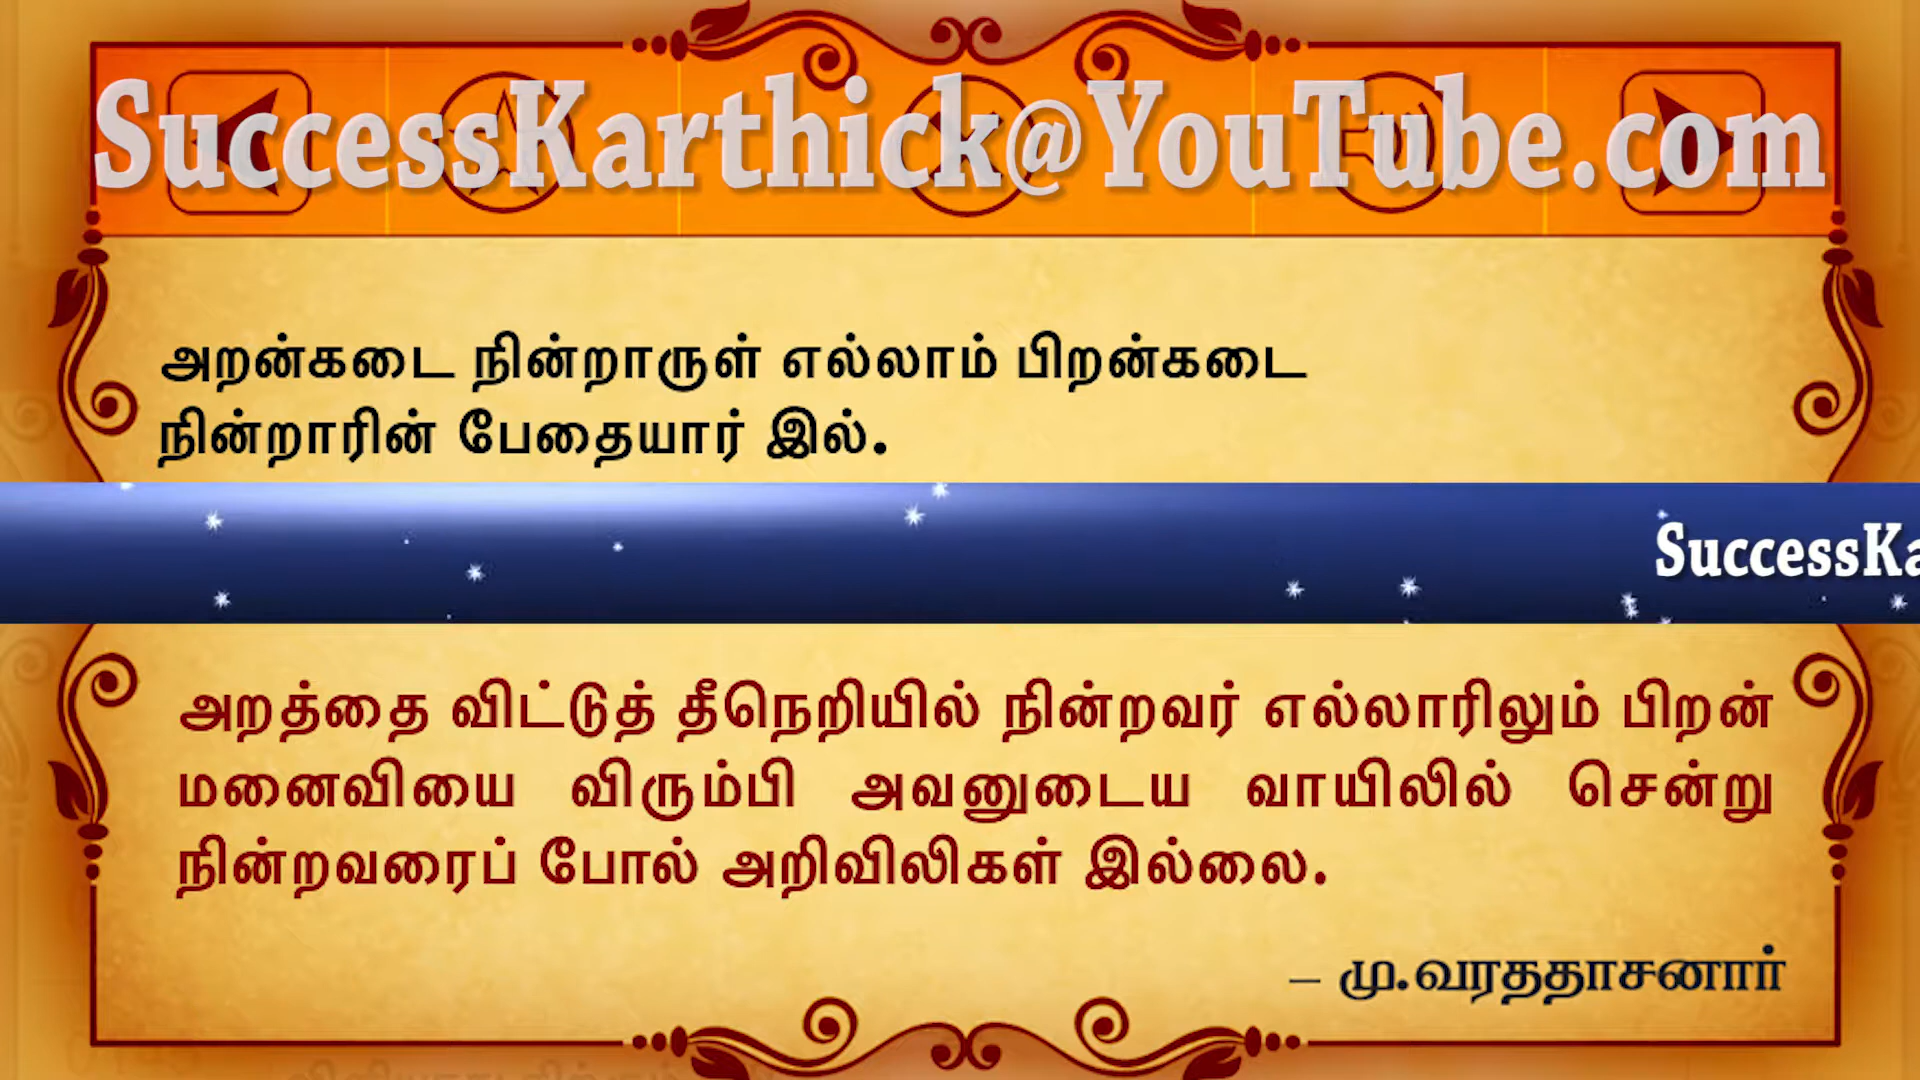 SuccessKarthick@YouTube.com
அறன்கடை நின்றாருள் எல்லாம் பிறன்கடை
நின்றாரின் பேதையார் இல்.
SuccessKa
அறத்தை விட்டுத் தீநெறியில் நின்றவர் எல்லாரிலும் பிறன்
மனைவியை விரும்பி அவனுடைய வாயிலில் சென்று
நின்றவரைப் போல் அறிவிலிகள் இல்லை.
– மு.வரததாசனார்